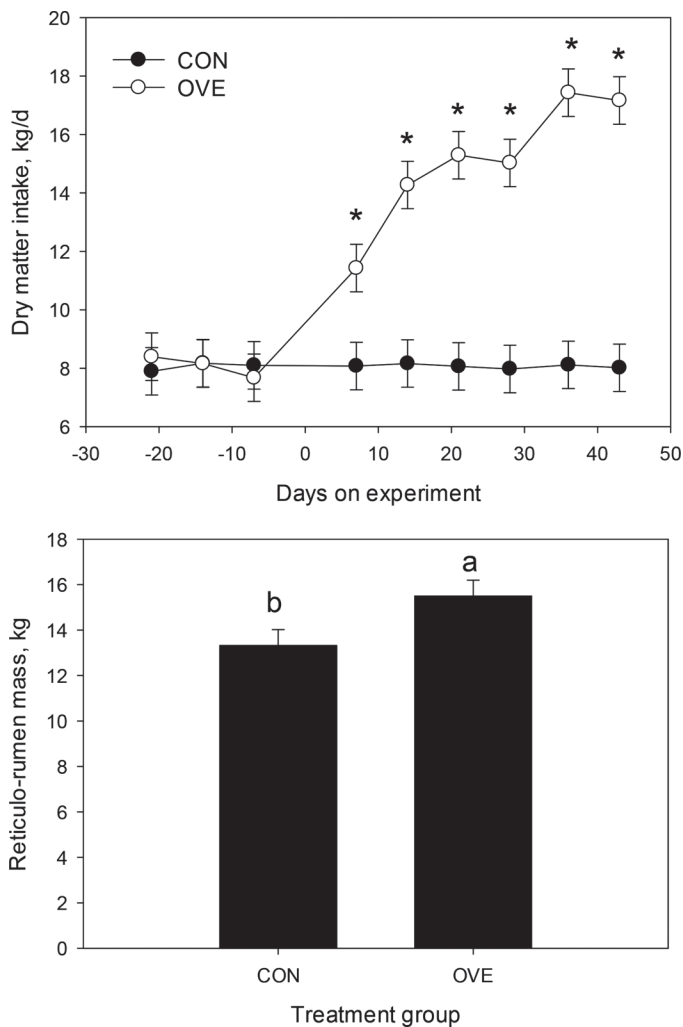 20
18
16
14
12
10
8
6
Dry matter intake, kg/d
CON
OVE
*
*
*
*
*
*
-30 -20 -10 0 10 20 30 40 50
Days on experiment
18
16
14
12
10
8
6
4
2
0
Reticulo-rumen mass, kg
b
a
CON OVE
Treatment group